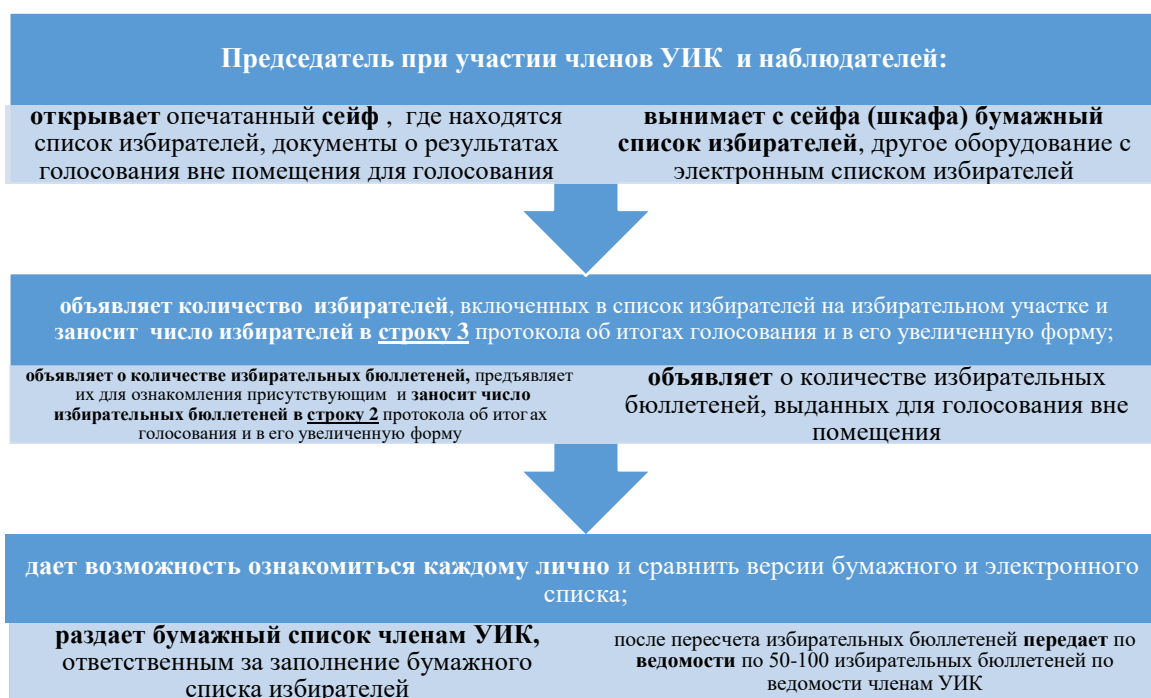 Председатель при участии членов УИК и наблюдателей:
открывает опечатанный сейф , где находятся
список избирателей, документы о результатах
голосования вне помещения для голосования
вынимает с сейфа (шкафа) бумажный
список избирателей, другое оборудование с
электронным списком избирателей
объявляет количество избирателей, включенных в список избирателей на избирательном участке и
заносит число избирателей в строку 3 протокола об итогах голосования и в его увеличенную форму;
объявляет о количестве избирательных бюллетеней, предъявляет
их для ознакомления присутствующим и заносит число
избирательных бюллетеней в строку 2 протокола об итогах
голосования и в его увеличенную форму
объявляет о количестве избирательных
бюллетеней, выданных для голосования вне
помещения
дает возможность ознакомиться каждому лично и сравнить версии бумажного и электронного
списка;
раздает бумажный список членам УИК,
ответственным за заполнение бумажного
списка избирателей
после пересчета избирательных бюллетеней передает по
ведомости по 50-100 избирательных бюллетеней по
ведомости членам УИК